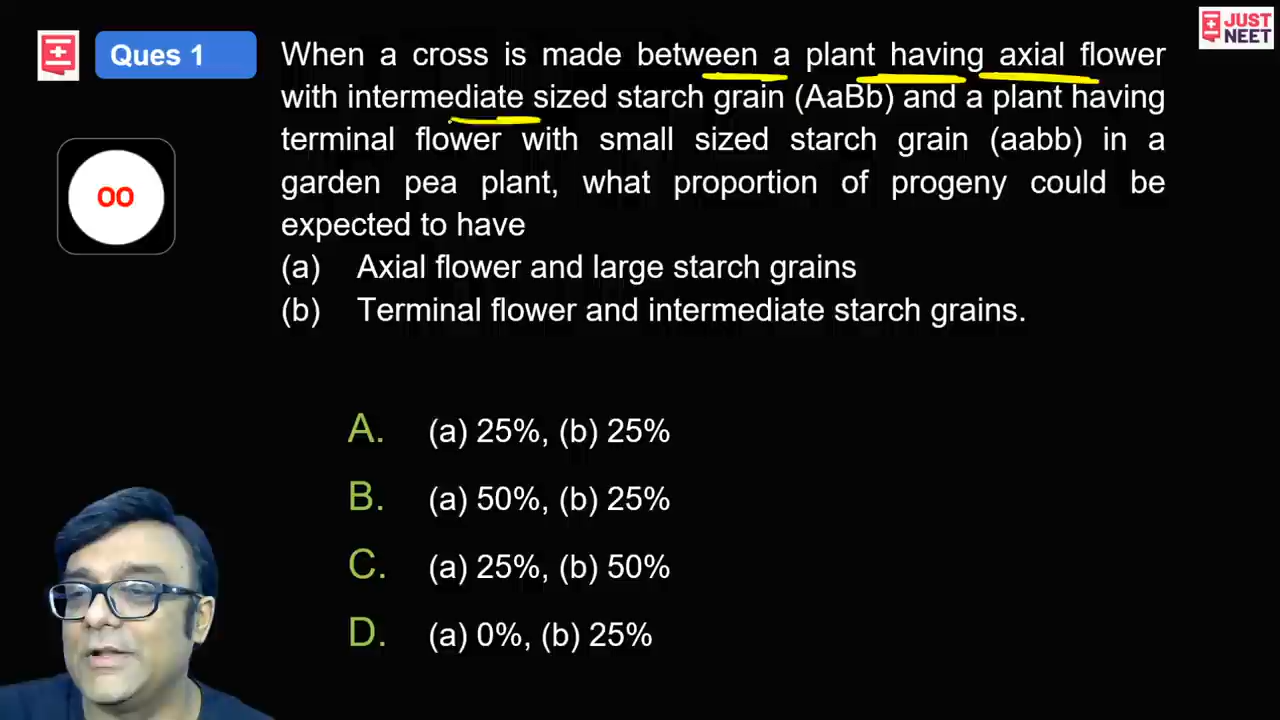 JUST
NEET
Ques 1
When a cross is made between a plant having axial flower
with intermediate sized starch grain (AaBb) and a plant having
terminal flower with small sized starch grain (aabb) in a
garden pea plant, what proportion of progeny could be
expected to have
(a) Axial flower and large starch grains
(b) Terminal flower and intermediate starch grains.
00
A. (a) 25%, (b) 25%
B. (a) 50%, (b) 25%
C. (a) 25%, (b) 50%
D. (a) 0%, (b) 25%